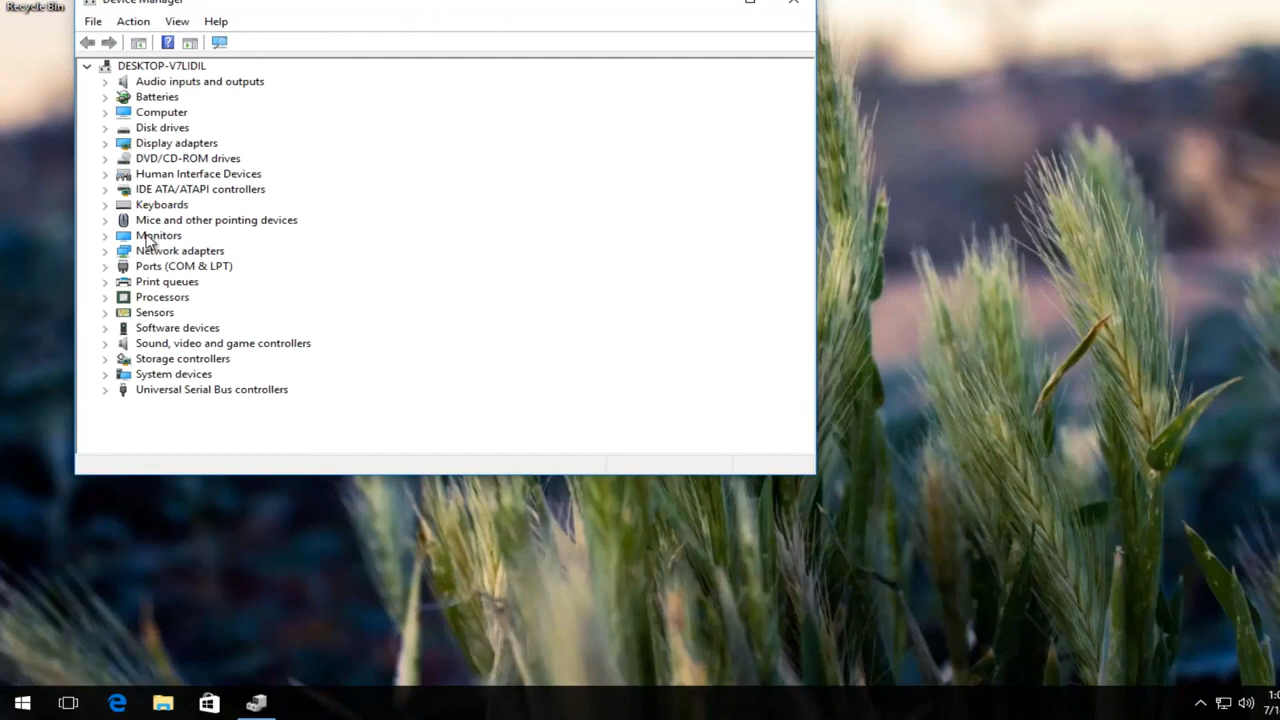 Recycle Bin
Device Manager
File Action View Help
DESKTOP-V7LIDIL
Audio inputs and outputs
Batteries
Computer
Disk drives
Display adapters
DVD/CD-ROM drives
Human Interface Devices
IDE ATA/ATAPI controllers
Keyboards
Mice and other pointing devices
Monitors
Network adapters
Ports (COM & LPT)
Print queues
Processors
Sensors
Software devices
Sound, video and game controllers
Storage controllers
System devices
Universal Serial Bus controllers